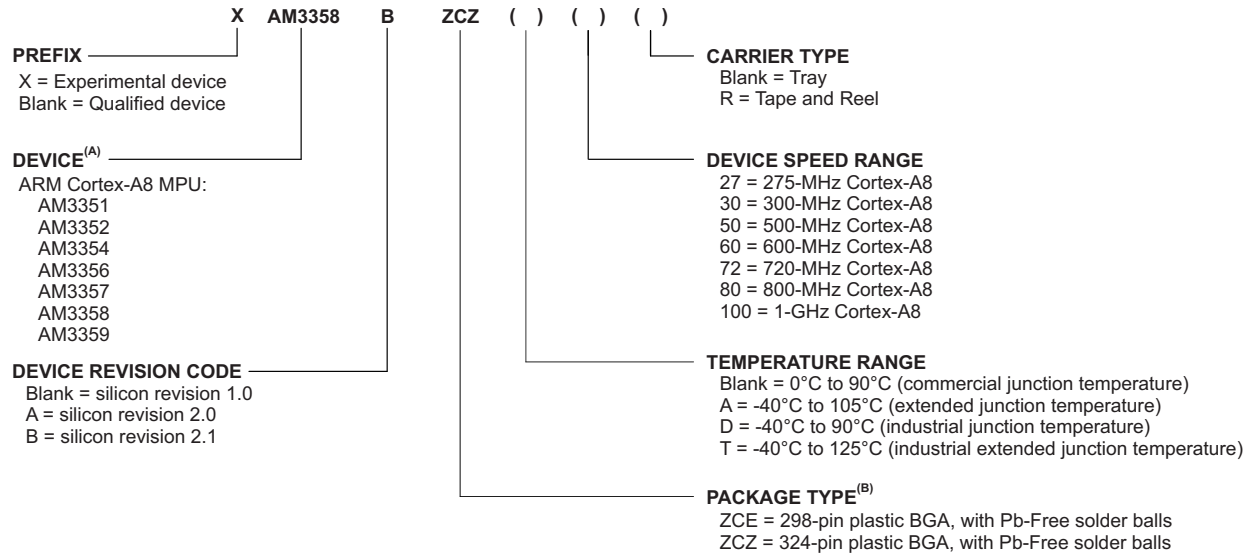 X AM3358 B ZCZ ( ) ( ) ( )
PREFIX
X = Experimental device
Blank = Qualified device
DEVICE(A)
ARM Cortex-A8 MPU:
AM3351
AM3352
AM3354
AM3356
AM3357
AM3358
AM3359
DEVICE REVISION CODE
Blank = silicon revision 1.0
A = silicon revision 2.0
B = silicon revision 2.1
CARRIER TYPE
Blank = Tray
R = Tape and Reel
DEVICE SPEED RANGE
27 = 275-MHz Cortex-A8
30 = 300-MHz Cortex-A8
50 = 500-MHz Cortex-A8
60 = 600-MHz Cortex-A8
72 = 720-MHz Cortex-A8
80 = 800-MHz Cortex-A8
100 = 1-GHz Cortex-A8
TEMPERATURE RANGE
Blank = 0°C to 90°C (commercial junction temperature)
A = -40°C to 105°C (extended junction temperature)
D = -40°C to 90°C (industrial junction temperature)
T = -40°C to 125°C (industrial extended junction temperature)
PACKAGE TYPE(B)
ZCE = 298-pin plastic BGA, with Pb-Free solder balls
ZCZ = 324-pin plastic BGA, with Pb-Free solder balls